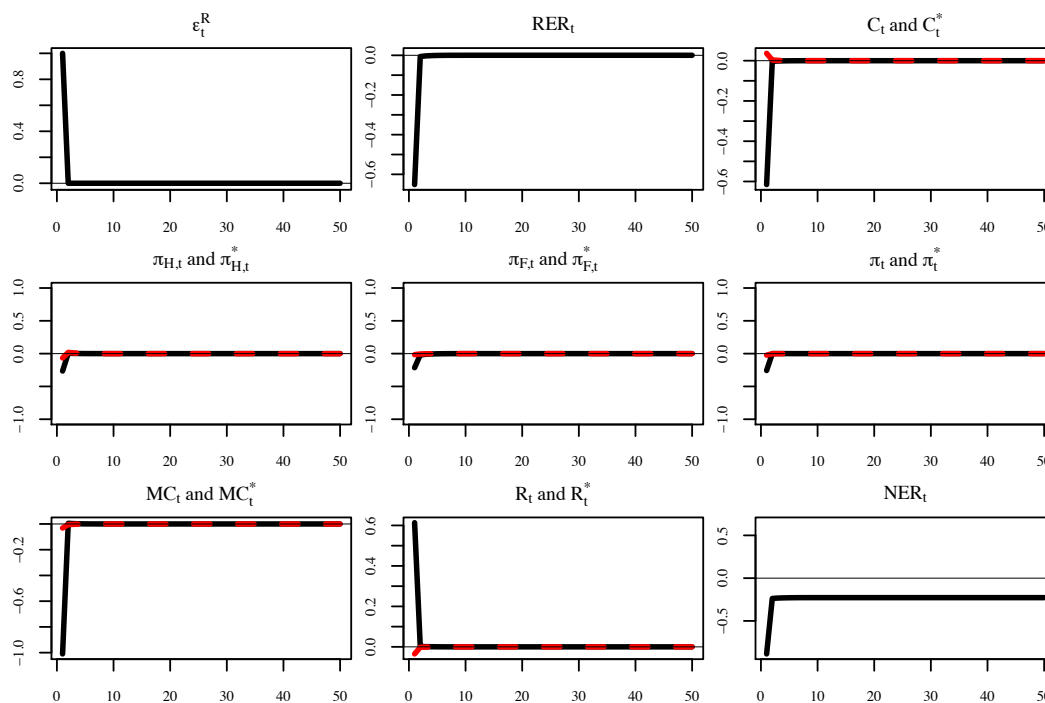 ε_t^R RER_t C_t and C_t^*
0.0 0.4 0.8 −0.6 −0.4 −0.2 0.0 −0.6 −0.4 −0.2 0.0
0 10 20 30 40 50 0 10 20 30 40 50 0 10 20 30 40 50
π_{H,t} and π_{H,t}^* π_{F,t} and π_{F,t}^* π_t and π_t^*
−1.0 0.0 0.5 1.0 −1.0 0.0 0.5 1.0 −1.0 0.0 0.5 1.0
0 10 20 30 40 50 0 10 20 30 40 50 0 10 20 30 40 50
MC_t and MC_t^* R_t and R_t^* NER_t
−1.0 −0.6 −0.2 0.0 0.2 0.4 0.6 −0.5 0.0 0.5
0 10 20 30 40 50 0 10 20 30 40 50 0 10 20 30 40 50